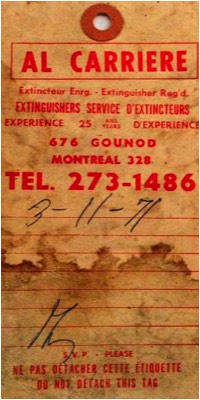 AL CARRIERE
Extincteur Enrg. - Extinguisher Reg'd.
EXTINGUISHERS SERVICE D'EXTINCTEURS
EXPERIENCE 25 ANS YEARS D'EXPERIENCE
676 GOUNOD
MONTREAL 328
TEL. 273-1486
3-11-71
S.V.P. - PLEASE
NE PAS DÉTACHER CETTE ÉTIQUETTE
DO NOT DETACH THIS TAG